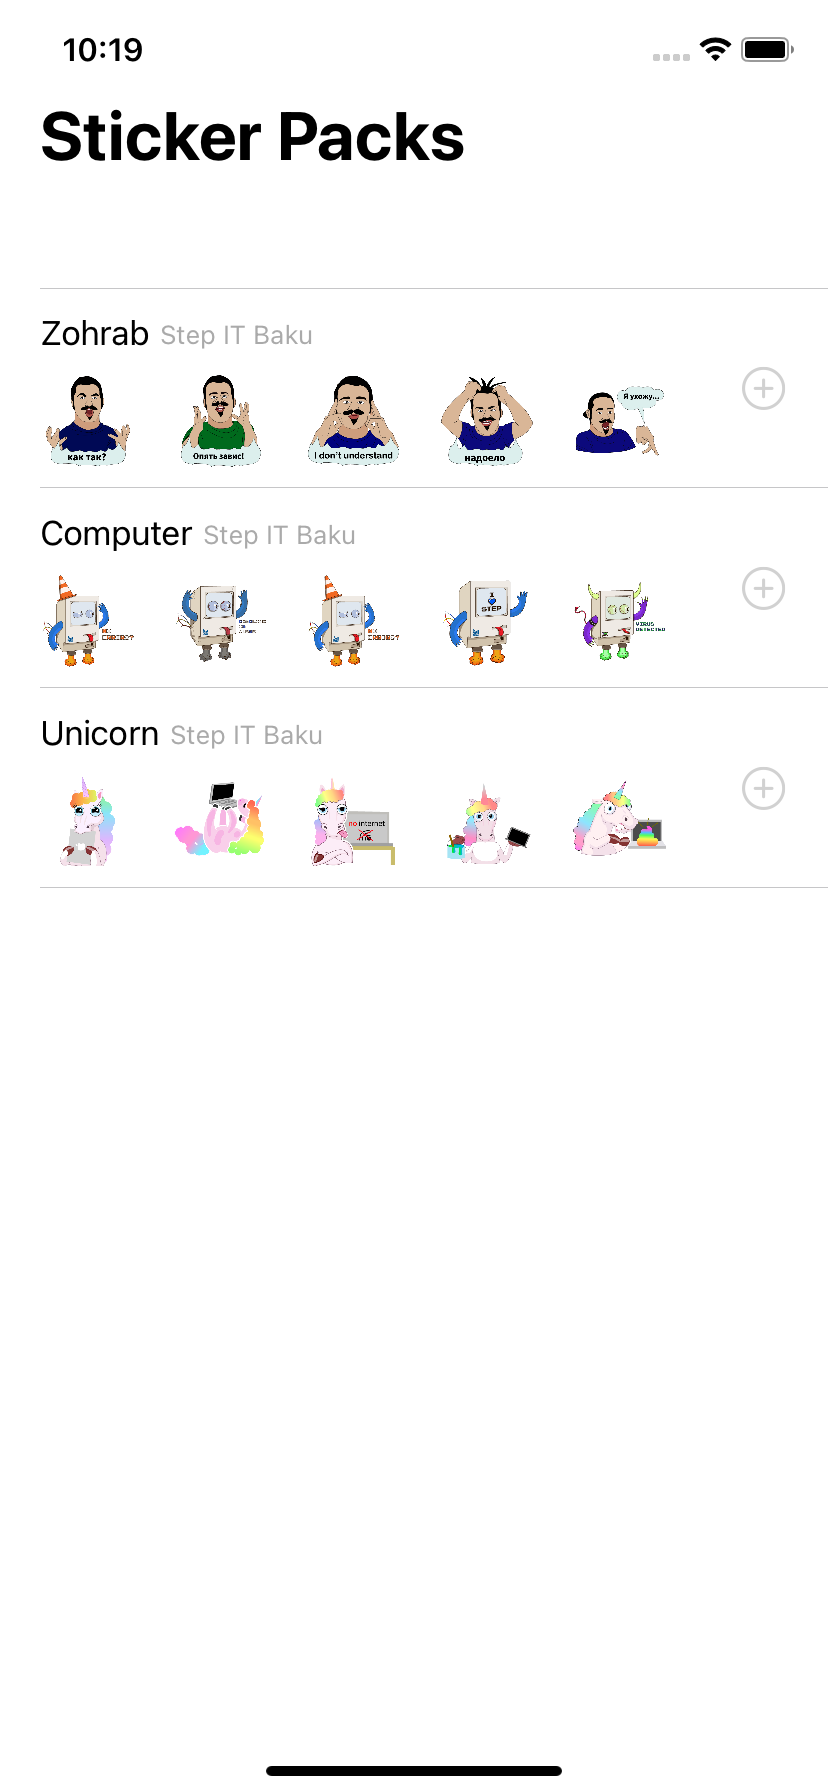 10:19
Sticker Packs
Zohrab Step IT Baku
как так?
Опять завис!
I don't understand
надоело
Я ухожу...
Computer Step IT Baku
I
STEP
VIRUS
DETECTED
Unicorn Step IT Baku
no internet